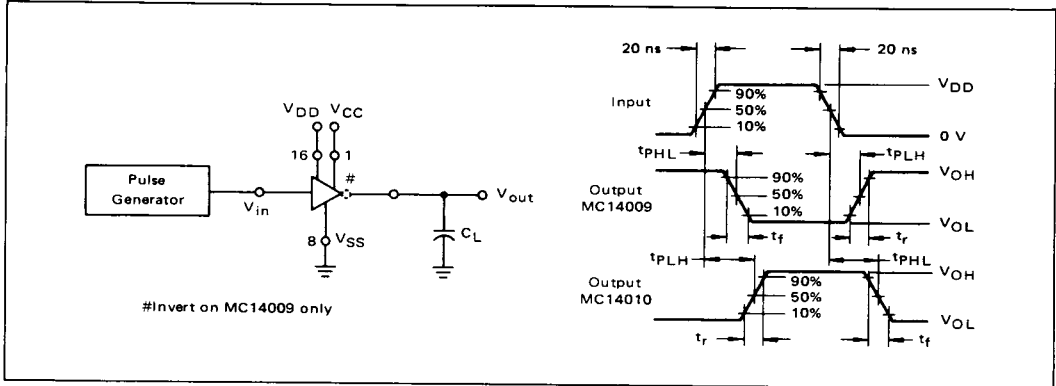 V_DD V_CC
16 1
#
Pulse
Generator
V_in
V_out
8 V_SS
C_L
#Invert on MC14009 only
20 ns 20 ns
V_DD
Input
90%
50%
10%
0 V
t_PHL t_PLH
Output
MC14009
90%
50%
10%
V_OH
V_OL
t_f t_r
t_PLH t_PHL
Output
MC14010
90%
50%
10%
V_OH
V_OL
t_r t_f